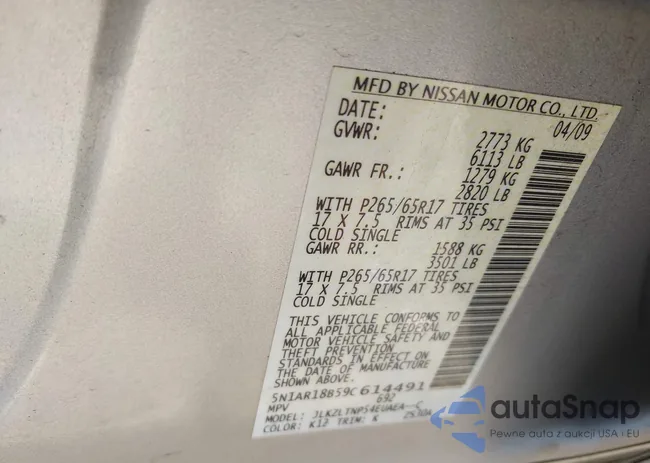 MFD BY NISSAN MOTOR CO., LTD.
DATE: 04/09
GVWR: 2773 KG
6113 LB
GAWR FR.: 1279 KG
2820 LB
WITH P265/65R17 TIRES
17 X 7.5 RIMS AT 35 PSI
COLD SINGLE
GAWR RR.: 1588 KG
3501 LB
WITH P265/65R17 TIRES
17 X 7.5 RIMS AT 35 PSI
COLD SINGLE
THIS VEHICLE CONFORMS TO
ALL APPLICABLE FEDERAL
MOTOR VEHICLE SAFETY AND
THEFT PREVENTION
STANDARDS IN EFFECT ON
THE DATE OF MANUFACTURE
SHOWN ABOVE.
5N1AR18B59C614491
MPV 692
COLOR: K12 TRIM: K 2530A
autoSnap
Pewne auta z aukcji USA i EU